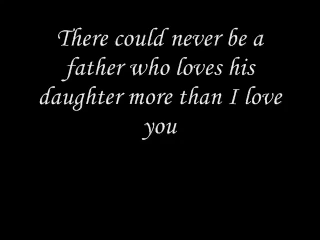 There could never be a
father who loves his
daughter more than I love
you